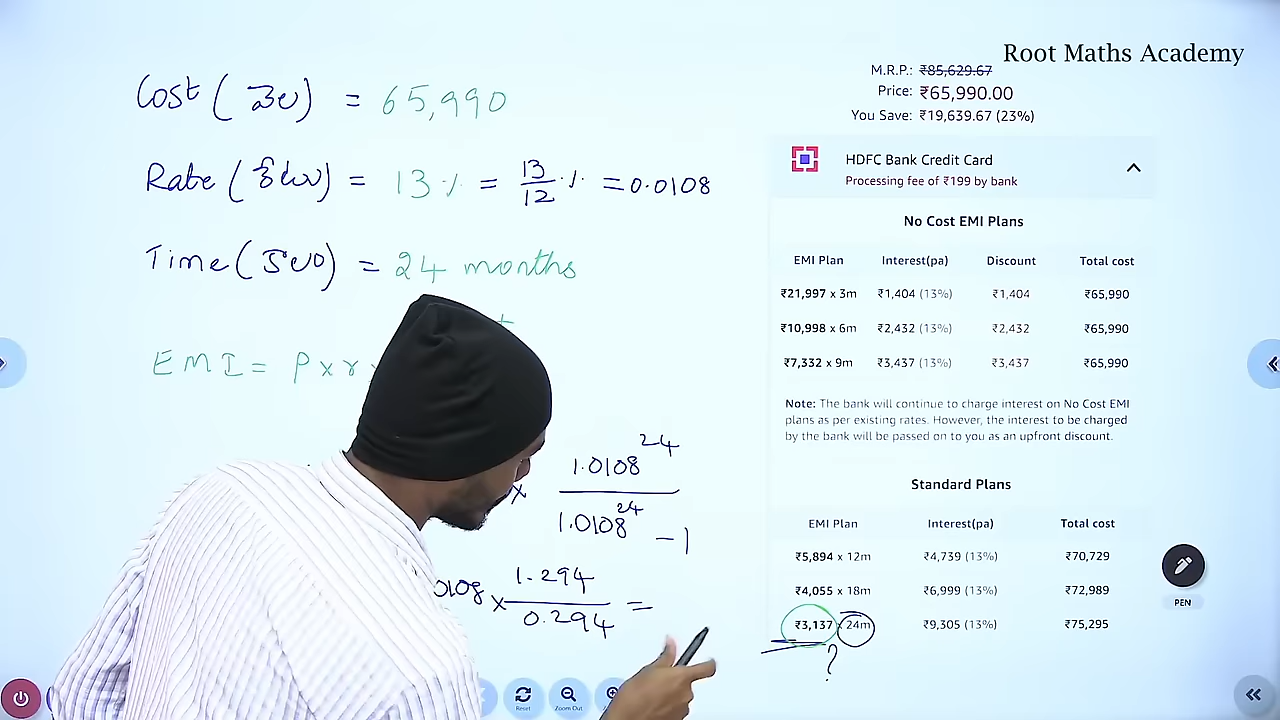 Root Maths Academy
Cost ( ) = 65,990
Rate ( ) = 13% = 13/12 % = 0.0108
Time ( ) = 24 months
EMI = P x r
1.0108^24
x
1.0108^24 - 1
0108 x 1.294/0.294 =
M.R.P.: ₹85,629.67
Price: ₹65,990.00
You Save: ₹19,639.67 (23%)
HDFC Bank Credit Card
Processing fee of ₹199 by bank
No Cost EMI Plans
EMI Plan Interest(pa) Discount Total cost
₹21,997 x 3m ₹1,404 (13%) ₹1,404 ₹65,990
₹10,998 x 6m ₹2,432 (13%) ₹2,432 ₹65,990
₹7,332 x 9m ₹3,437 (13%) ₹3,437 ₹65,990
Note: The bank will continue to charge interest on No Cost EMI
plans as per existing rates. However, the interest to be charged
by the bank will be passed on to you as an upfront discount.
Standard Plans
EMI Plan Interest(pa) Total cost
₹5,894 x 12m ₹4,739 (13%) ₹70,729
₹4,055 x 18m ₹6,999 (13%) ₹72,989
₹3,137 x 24m ₹9,305 (13%) ₹75,295
?
PEN
Reset
Zoom Out